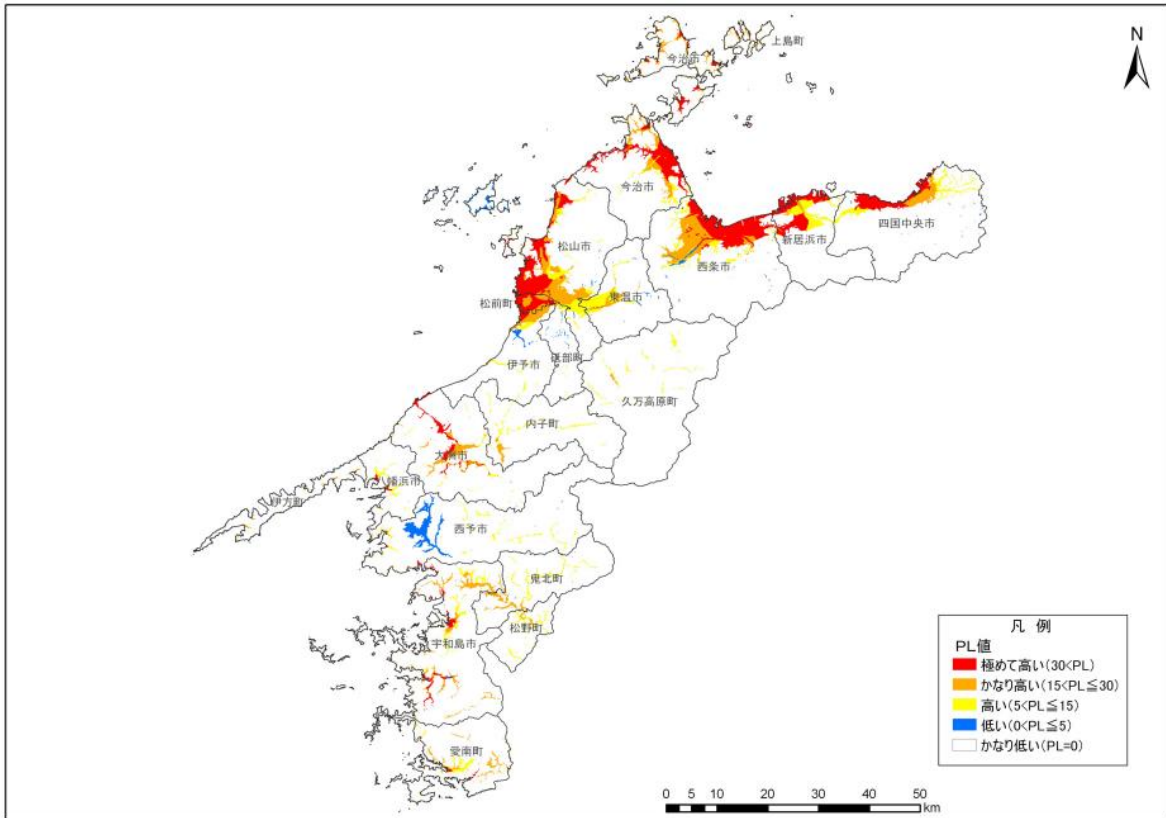 N
上島町
今治市
今治市
四国中央市
新居浜市
松山市
西条市
東温市
松前町
伊予市
砥部町
久万高原町
内子町
大洲市
八幡浜市
伊方町
西予市
鬼北町
松野町
宇和島市
愛南町
凡 例
PL値
極めて高い(30<PL)
かなり高い(15<PL≦30)
高い(5<PL≦15)
低い(0<PL≦5)
かなり低い(PL=0)
0 5 10 20 30 40 50
km